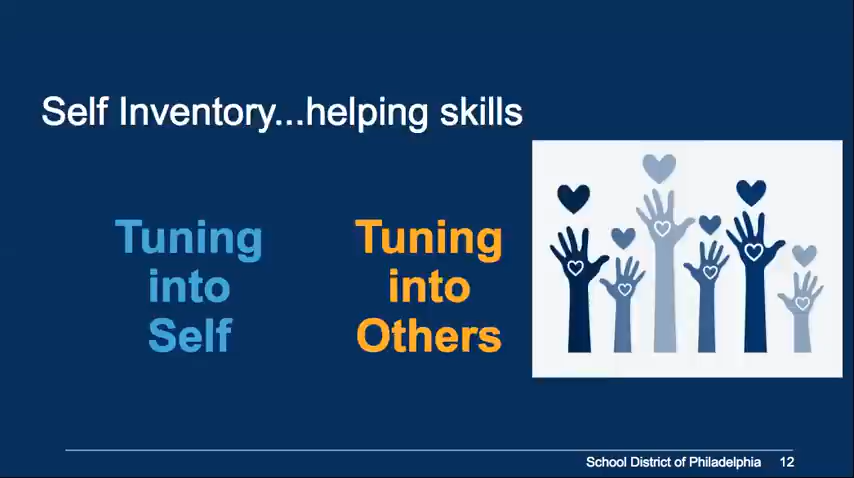 Self Inventory...helping skills
Tuning
into
Self
Tuning
into
Others
School District of Philadelphia 12